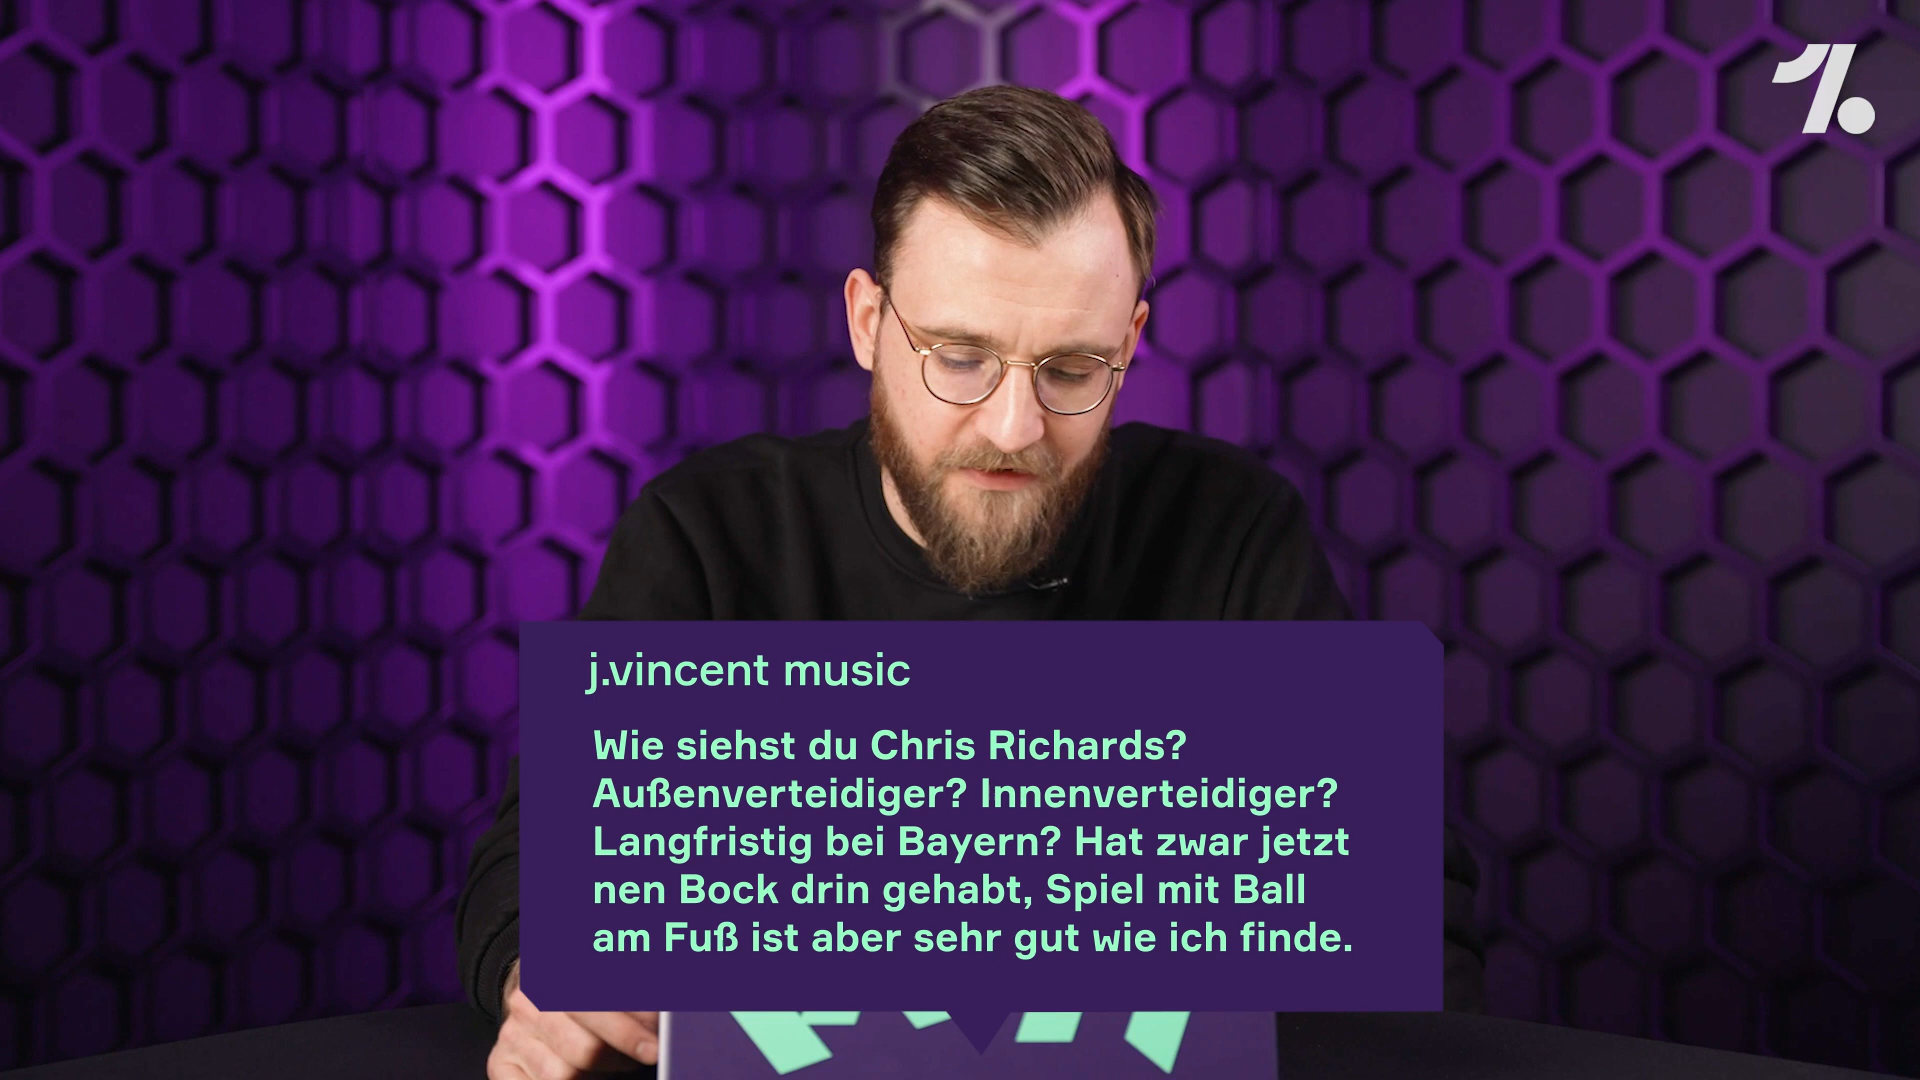 j.vincent music
Wie siehst du Chris Richards?
Außenverteidiger? Innenverteidiger?
Langfristig bei Bayern? Hat zwar jetzt
nen Bock drin gehabt, Spiel mit Ball
am Fuß ist aber sehr gut wie ich finde.